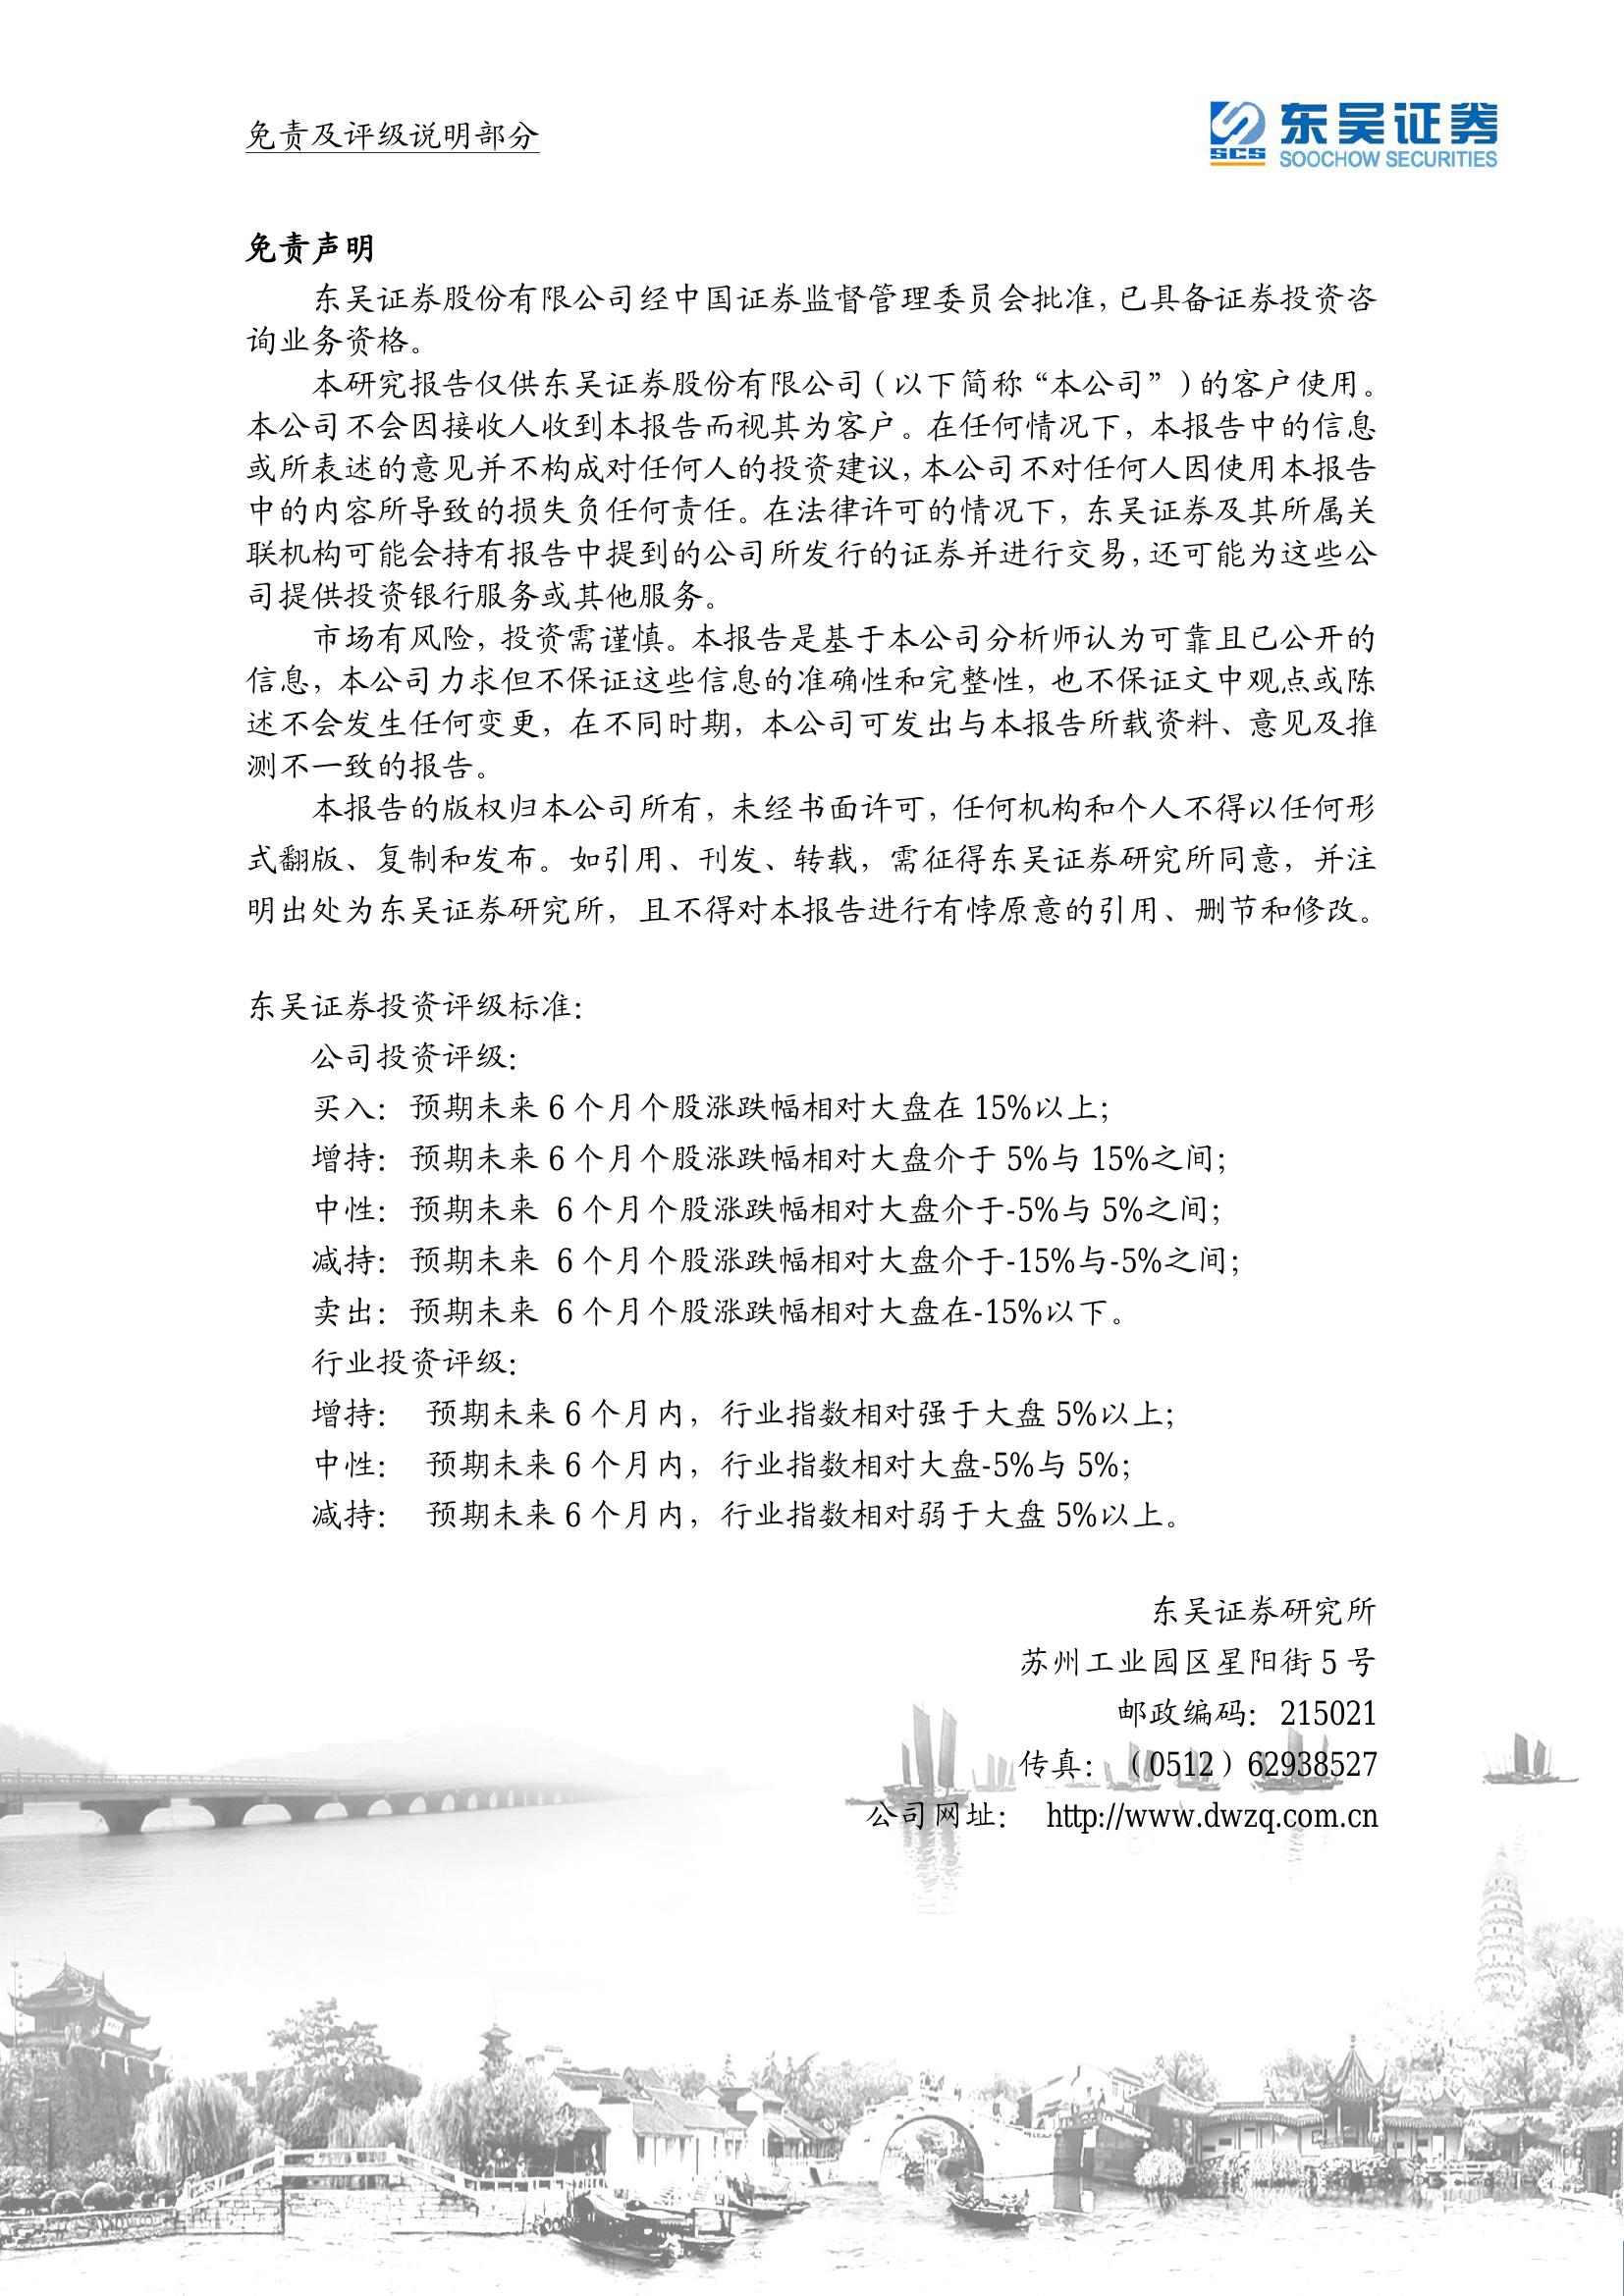 免责及评级说明部分
SCS 东吴证券
SOOCHOW SECURITIES
免责声明
东吴证券股份有限公司经中国证券监督管理委员会批准，已具备证券投资咨
询业务资格。
本研究报告仅供东吴证券股份有限公司（以下简称“本公司”）的客户使用。
本公司不会因接收人收到本报告而视其为客户。在任何情况下，本报告中的信息
或所表述的意见并不构成对任何人的投资建议，本公司不对任何人因使用本报告
中的内容所导致的损失负任何责任。在法律许可的情况下，东吴证券及其所属关
联机构可能会持有报告中提到的公司所发行的证券并进行交易，还可能为这些公
司提供投资银行服务或其他服务。
市场有风险，投资需谨慎。本报告是基于本公司分析师认为可靠且已公开的
信息，本公司力求但不保证这些信息的准确性和完整性，也不保证文中观点或陈
述不会发生任何变更，在不同时期，本公司可发出与本报告所载资料、意见及推
测不一致的报告。
本报告的版权归本公司所有，未经书面许可，任何机构和个人不得以任何形
式翻版、复制和发布。如引用、刊发、转载，需征得东吴证券研究所同意，并注
明出处为东吴证券研究所，且不得对本报告进行有悖原意的引用、删节和修改。
东吴证券投资评级标准：
公司投资评级：
买入：预期未来 6 个月个股涨跌幅相对大盘在 15%以上；
增持：预期未来 6 个月个股涨跌幅相对大盘介于 5%与 15%之间；
中性：预期未来 6 个月个股涨跌幅相对大盘介于-5%与 5%之间；
减持：预期未来 6 个月个股涨跌幅相对大盘介于-15%与-5%之间；
卖出：预期未来 6 个月个股涨跌幅相对大盘在-15%以下。
行业投资评级：
增持： 预期未来 6 个月内，行业指数相对强于大盘 5%以上；
中性： 预期未来 6 个月内，行业指数相对大盘-5%与 5%；
减持： 预期未来 6 个月内，行业指数相对弱于大盘 5%以上。
东吴证券研究所
苏州工业园区星阳街 5 号
邮政编码：215021
传真：（0512）62938527
公司网址： http://www.dwzq.com.cn